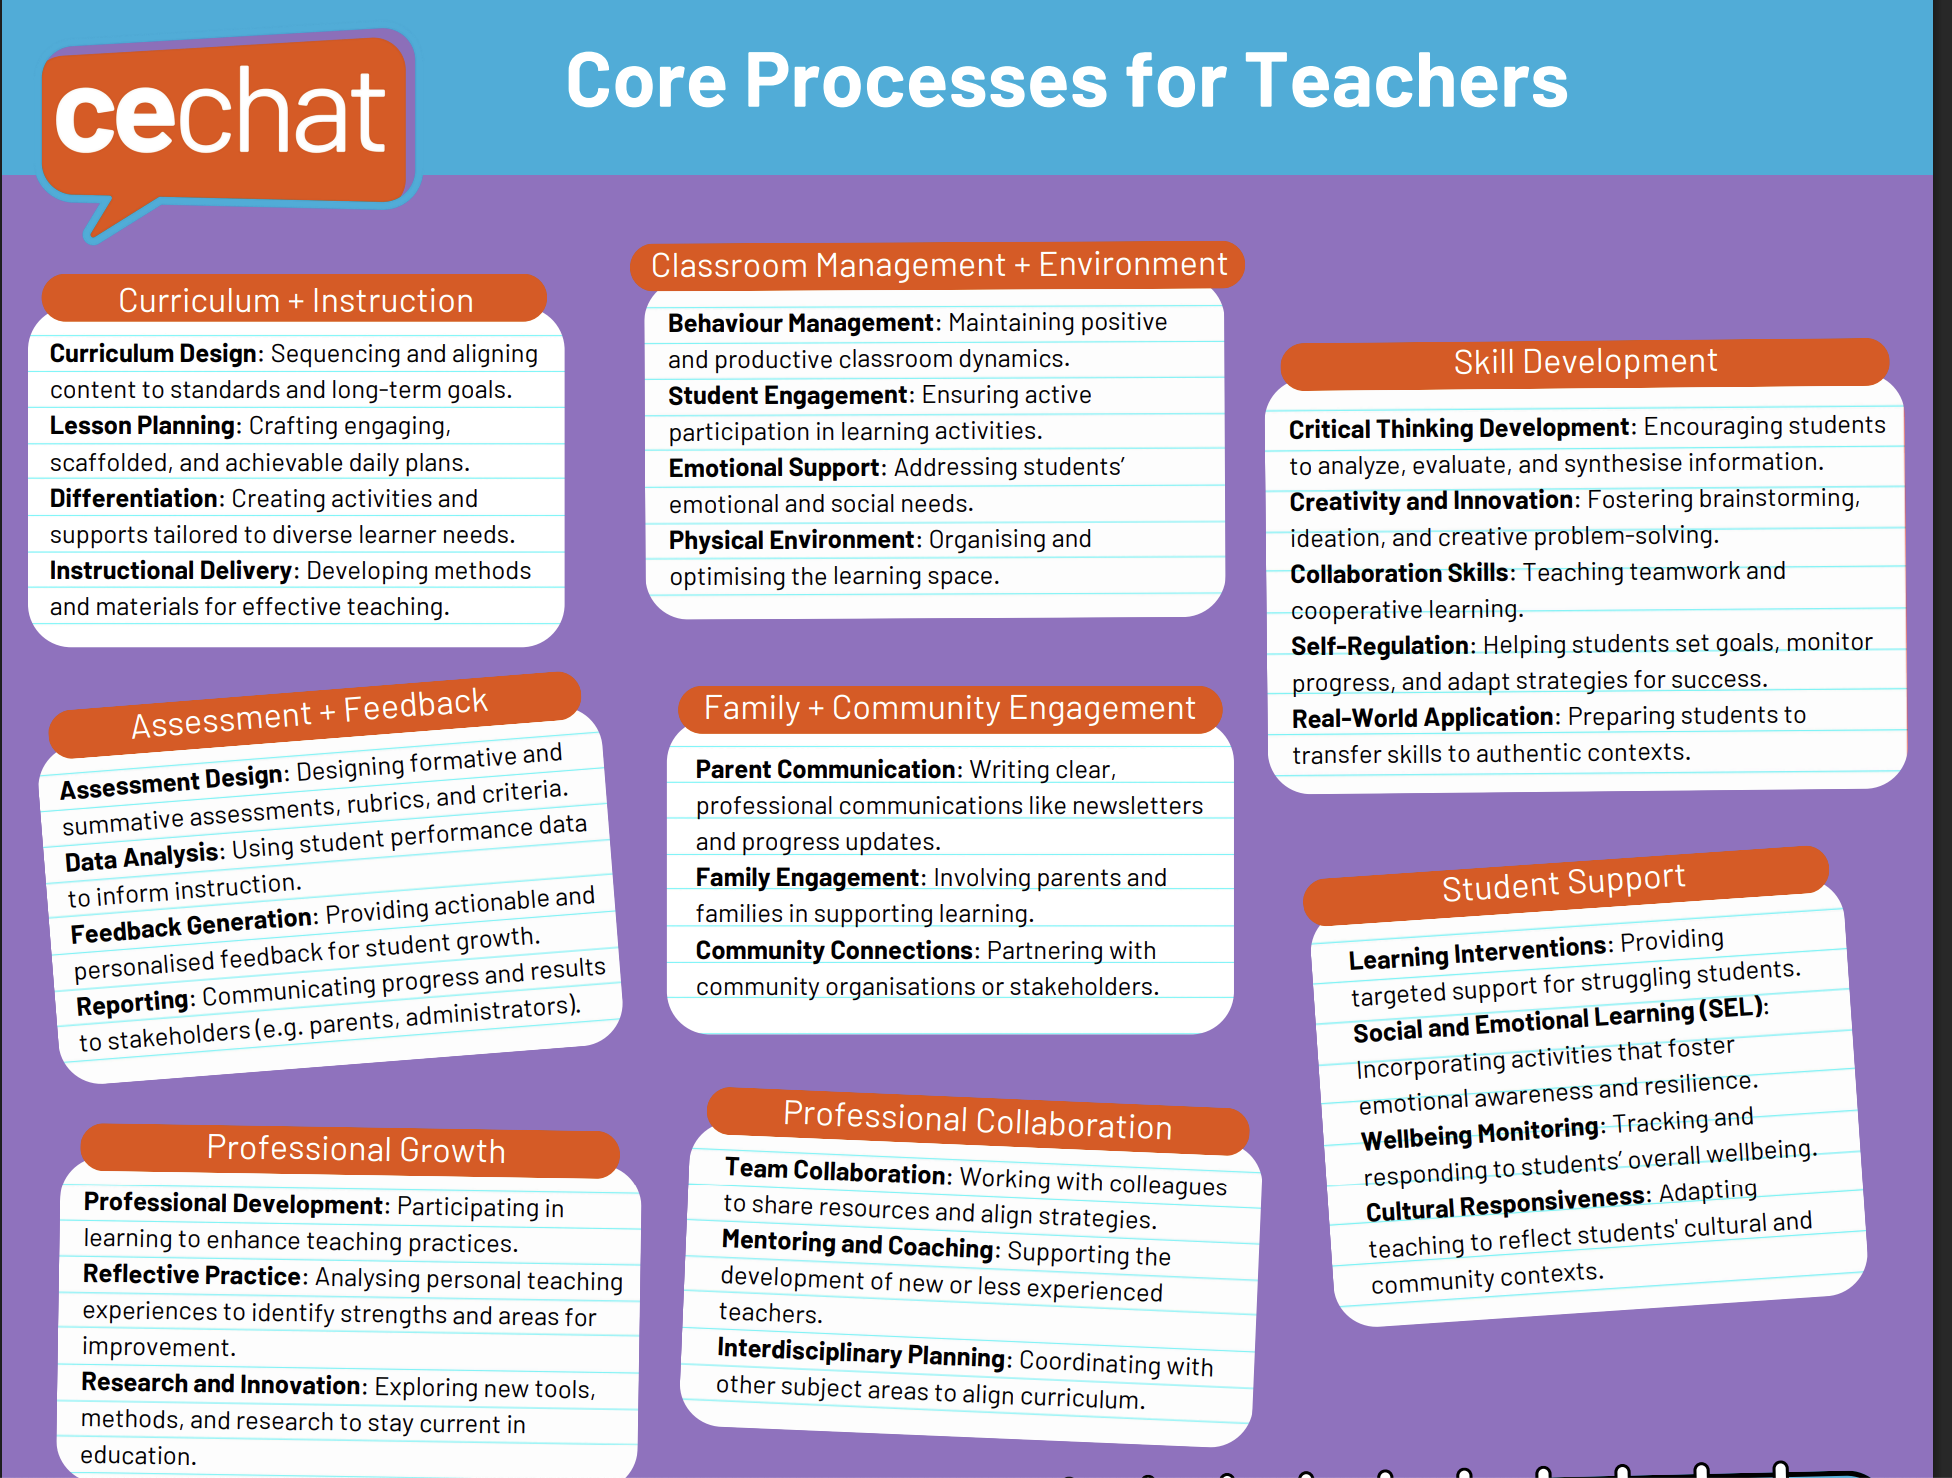 cechat
Core Processes for Teachers
Curriculum + Instruction
Curriculum Design: Sequencing and aligning
content to standards and long-term goals.
Lesson Planning: Crafting engaging,
scaffolded, and achievable daily plans.
Differentiation: Creating activities and
supports tailored to diverse learner needs.
Instructional Delivery: Developing methods
and materials for effective teaching.
Classroom Management + Environment
Behaviour Management: Maintaining positive
and productive classroom dynamics.
Student Engagement: Ensuring active
participation in learning activities.
Emotional Support: Addressing students’
emotional and social needs.
Physical Environment: Organising and
optimising the learning space.
Skill Development
Critical Thinking Development: Encouraging students
to analyze, evaluate, and synthesise information.
Creativity and Innovation: Fostering brainstorming,
ideation, and creative problem-solving.
Collaboration Skills: Teaching teamwork and
cooperative learning.
Self-Regulation: Helping students set goals, monitor
progress, and adapt strategies for success.
Real-World Application: Preparing students to
transfer skills to authentic contexts.
Assessment + Feedback
Assessment Design: Designing formative and
summative assessments, rubrics, and criteria.
Data Analysis: Using student performance data
to inform instruction.
Feedback Generation: Providing actionable and
personalised feedback for student growth.
Reporting: Communicating progress and results
to stakeholders (e.g. parents, administrators).
Family + Community Engagement
Parent Communication: Writing clear,
professional communications like newsletters
and progress updates.
Family Engagement: Involving parents and
families in supporting learning.
Community Connections: Partnering with
community organisations or stakeholders.
Student Support
Learning Interventions: Providing
targeted support for struggling students.
Social and Emotional Learning (SEL):
Incorporating activities that foster
emotional awareness and resilience.
Wellbeing Monitoring: Tracking and
responding to students’ overall wellbeing.
Cultural Responsiveness: Adapting
teaching to reflect students' cultural and
community contexts.
Professional Growth
Professional Development: Participating in
learning to enhance teaching practices.
Reflective Practice: Analysing personal teaching
experiences to identify strengths and areas for
improvement.
Research and Innovation: Exploring new tools,
methods, and research to stay current in
education.
Professional Collaboration
Team Collaboration: Working with colleagues
to share resources and align strategies.
Mentoring and Coaching: Supporting the
development of new or less experienced
teachers.
Interdisciplinary Planning: Coordinating with
other subject areas to align curriculum.